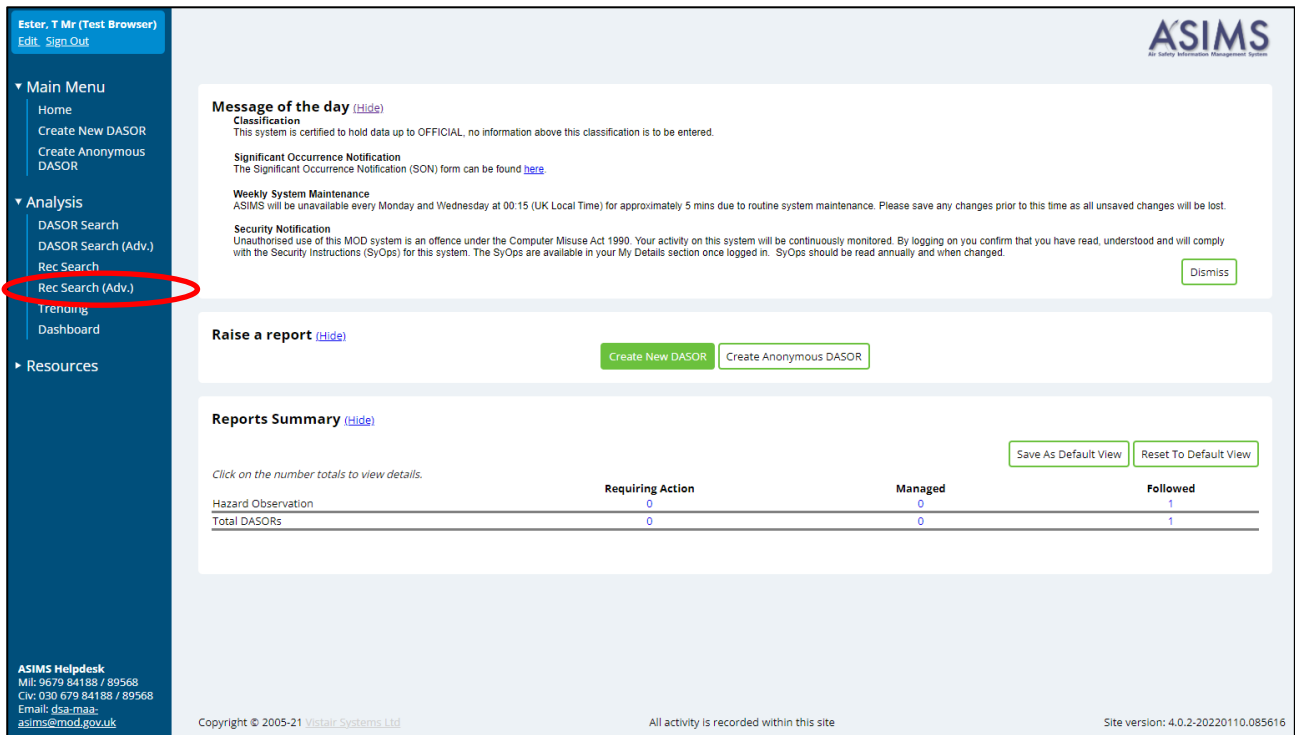 Ester, T Mr (Test Browser)
Edit Sign Out
Main Menu
Home
Create New DASOR
Create Anonymous
DASOR
Analysis
DASOR Search
DASOR Search (Adv.)
Rec Search
Rec Search (Adv.)
Trending
Dashboard
Resources
ASIMS Helpdesk
Mil: 9679 84188 / 89568
Civ: 030 679 84188 / 89568
Email: dsa-maa-
asims@mod.gov.uk
ASIMS
Air Safety Information Management System
Message of the day (Hide)
Classification
This system is certified to hold data up to OFFICIAL, no information above this classification is to be entered.
Significant Occurrence Notification
The Significant Occurrence Notification (SON) form can be found here.
Weekly System Maintenance
ASIMS will be unavailable every Monday and Wednesday at 00:15 (UK Local Time) for approximately 5 mins due to routine system maintenance. Please save any changes prior to this time as all unsaved changes will be lost.
Security Notification
Unauthorised use of this MOD system is an offence under the Computer Misuse Act 1990. Your activity on this system will be continuously monitored. By logging on you confirm that you have read, understood and will comply
with the Security Instructions (SyOps) for this system. The SyOps are available in your My Details section once logged in. SyOps should be read annually and when changed.
Dismiss
Raise a report (Hide)
Create New DASOR Create Anonymous DASOR
Reports Summary (Hide)
Save As Default View Reset To Default View
Click on the number totals to view details.
Requiring Action Managed Followed
Hazard Observation 0 0 1
Total DASORs 0 0 1
Copyright © 2005-21 Vistair Systems Ltd All activity is recorded within this site Site version: 4.0.2-20220110.085616